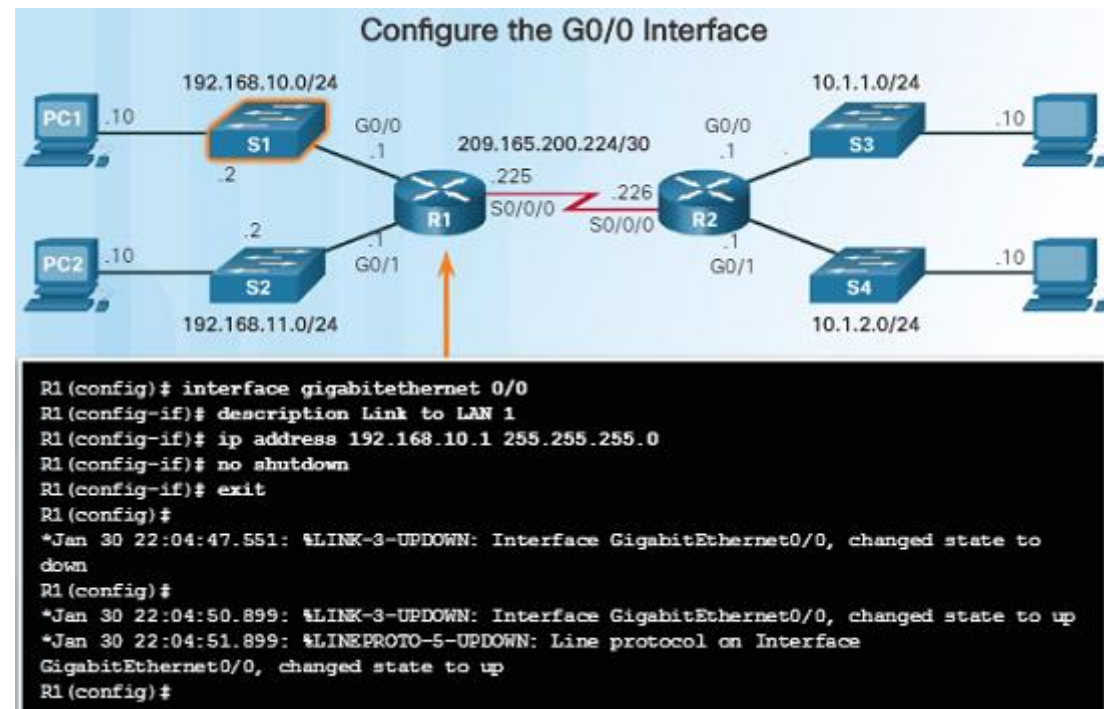 Configure the G0/0 Interface
192.168.10.0/24
10.1.1.0/24
PC1
.10
S1
G0/0
.1
209.165.200.224/30
G0/0
.1
S3
.10
.2
.225
.226
R1
S0/0/0
S0/0/0
R2
PC2
.10
.2
.1
G0/1
.1
G0/1
.10
S2
S4
192.168.11.0/24
10.1.2.0/24
R1(config)# interface gigabitethernet 0/0
R1(config-if)# description Link to LAN 1
R1(config-if)# ip address 192.168.10.1 255.255.255.0
R1(config-if)# no shutdown
R1(config-if)# exit
R1(config)#
*Jan 30 22:04:47.551: %LINK-3-UPDOWN: Interface GigabitEthernet0/0, changed state to
down
R1(config)#
*Jan 30 22:04:50.899: %LINK-3-UPDOWN: Interface GigabitEthernet0/0, changed state to up
*Jan 30 22:04:51.899: %LINEPROTO-5-UPDOWN: Line protocol on Interface
GigabitEthernet0/0, changed state to up
R1(config)#